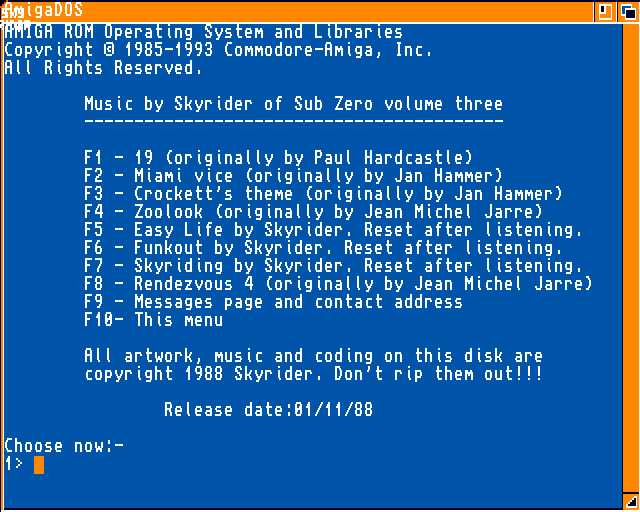 AmigaDOS
AMIGA ROM Operating System and Libraries
Copyright © 1985-1993 Commodore-Amiga, Inc.
All Rights Reserved.
Music by Skyrider of Sub Zero volume three
------------------------------------------
F1 - 19 (originally by Paul Hardcastle)
F2 - Miami vice (originally by Jan Hammer)
F3 - Crockett's theme (originally by Jan Hammer)
F4 - Zoolook (originally by Jean Michel Jarre)
F5 - Easy Life by Skyrider. Reset after listening.
F6 - Funkout by Skyrider. Reset after listening.
F7 - Skyriding by Skyrider. Reset after listening.
F8 - Rendezvous 4 (originally by Jean Michel Jarre)
F9 - Messages page and contact address
F10- This menu
All artwork, music and coding on this disk are
copyright 1988 Skyrider. Don't rip them out!!!
Release date:01/11/88
Choose now:-
1>